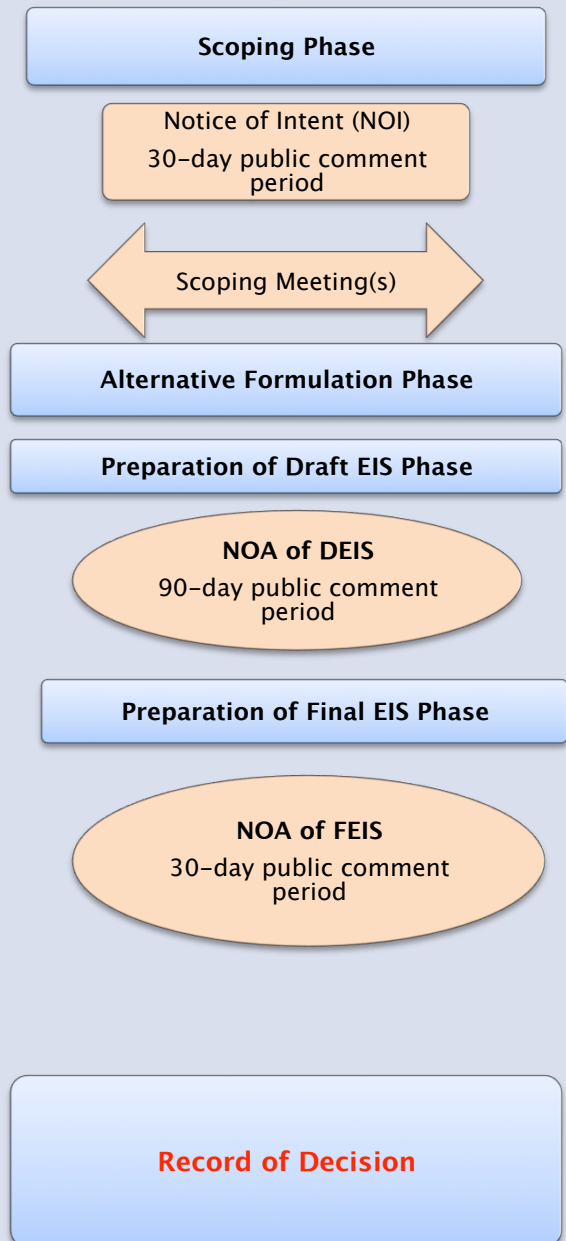 Scoping Phase
Notice of Intent (NOI)
30-day public comment
period
Scoping Meeting(s)
Alternative Formulation Phase
Preparation of Draft EIS Phase
NOA of DEIS
90-day public comment
period
Preparation of Final EIS Phase
NOA of FEIS
30-day public comment
period
Record of Decision